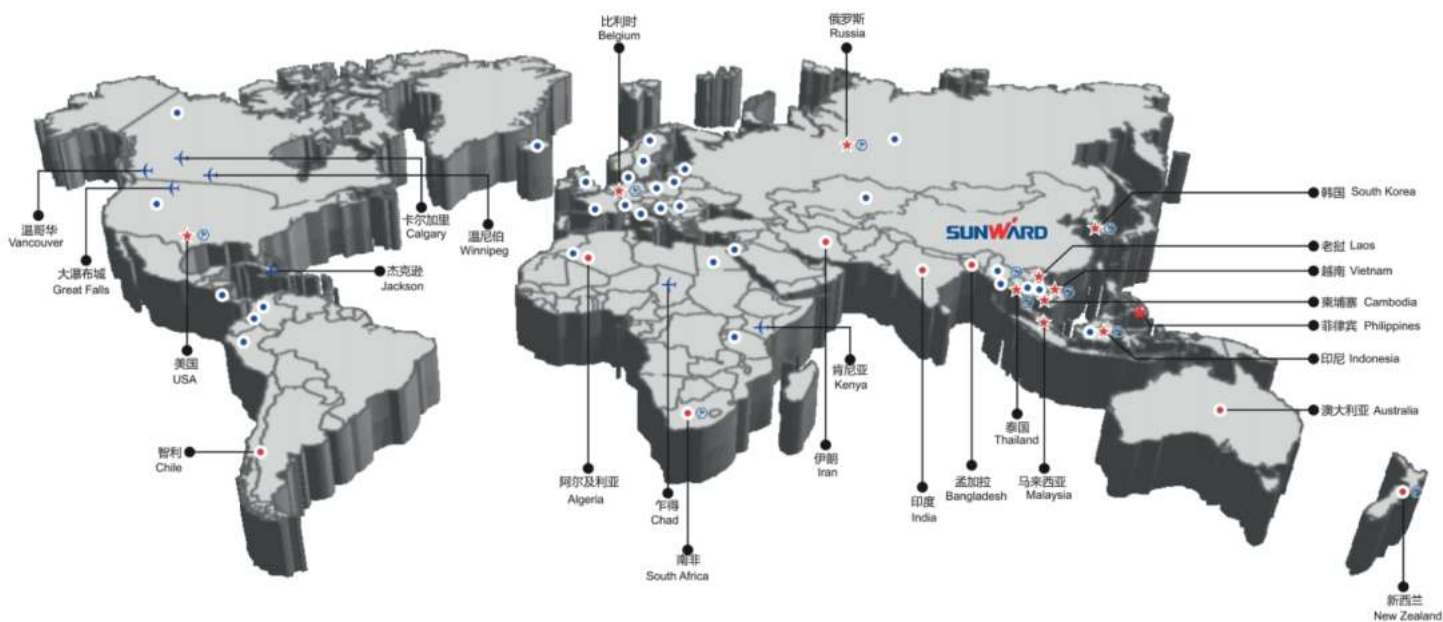 比利时
Belgium
俄罗斯
Russia
温哥华
Vancouver
大瀑布城
Great Falls
卡尔加里
Calgary
温尼伯
Winnipeg
杰克逊
Jackson
美国
USA
智利
Chile
阿尔及利亚
Algeria
乍得
Chad
南非
South Africa
肯尼亚
Kenya
伊朗
Iran
印度
India
孟加拉
Bangladesh
泰国
Thailand
马来西亚
Malaysia
SUNWARD
韩国 South Korea
老挝 Laos
越南 Vietnam
柬埔寨 Cambodia
菲律宾 Philippines
印尼 Indonesia
澳大利亚 Australia
新西兰
New Zealand